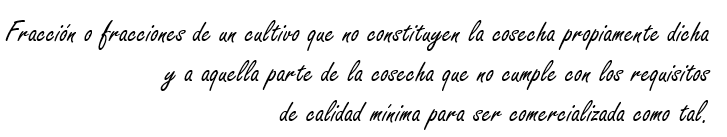 Fracción o fracciones de un cultivo que no constituyen la cosecha propiamente dicha
y a aquella parte de la cosecha que no cumple con los requisitos
de calidad mínima para ser comercializada como tal.